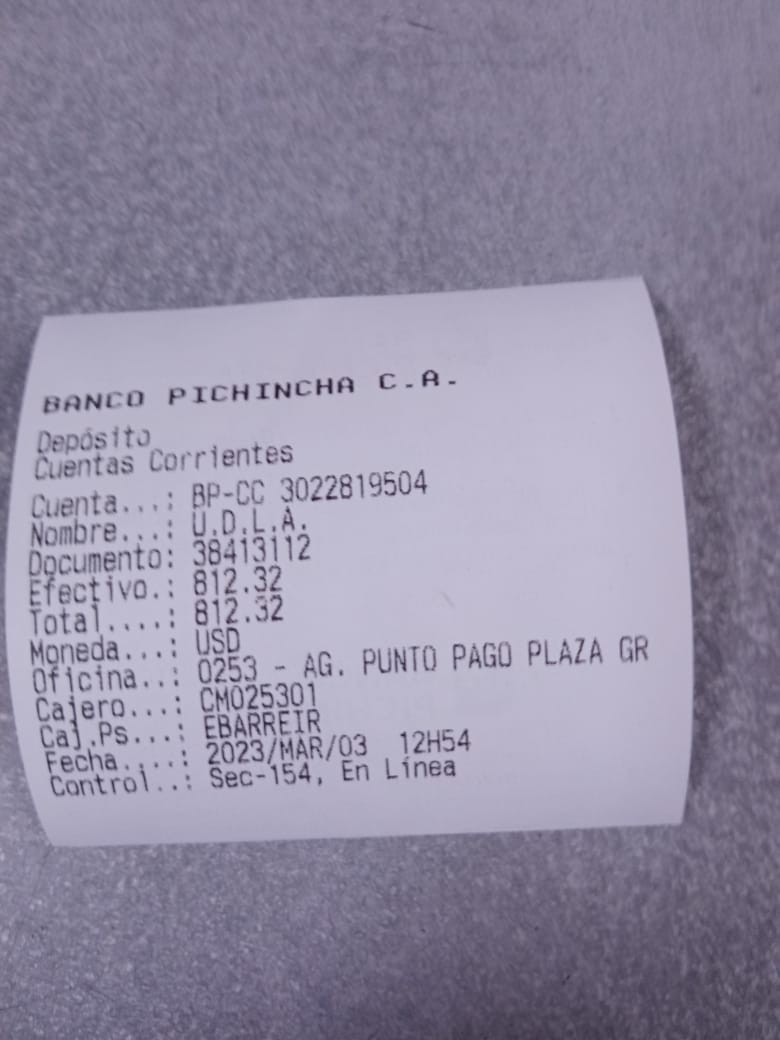 BANCO PICHINCHA C.A.
Depósito
Cuentas Corrientes
Cuenta...: BP-CC 3022819504
Nombre...: U.D.L.A.
Documento: 38413112
Efectivo.: 812.32
Total....: 812.32
Moneda...: USD
Oficina..: 0253 - AG. PUNTO PAGO PLAZA GR
Cajero...: CM025301
Caj.Ps...: EBARREIR
Fecha....: 2023/MAR/03 12H54
Control..: Sec-154, En Línea